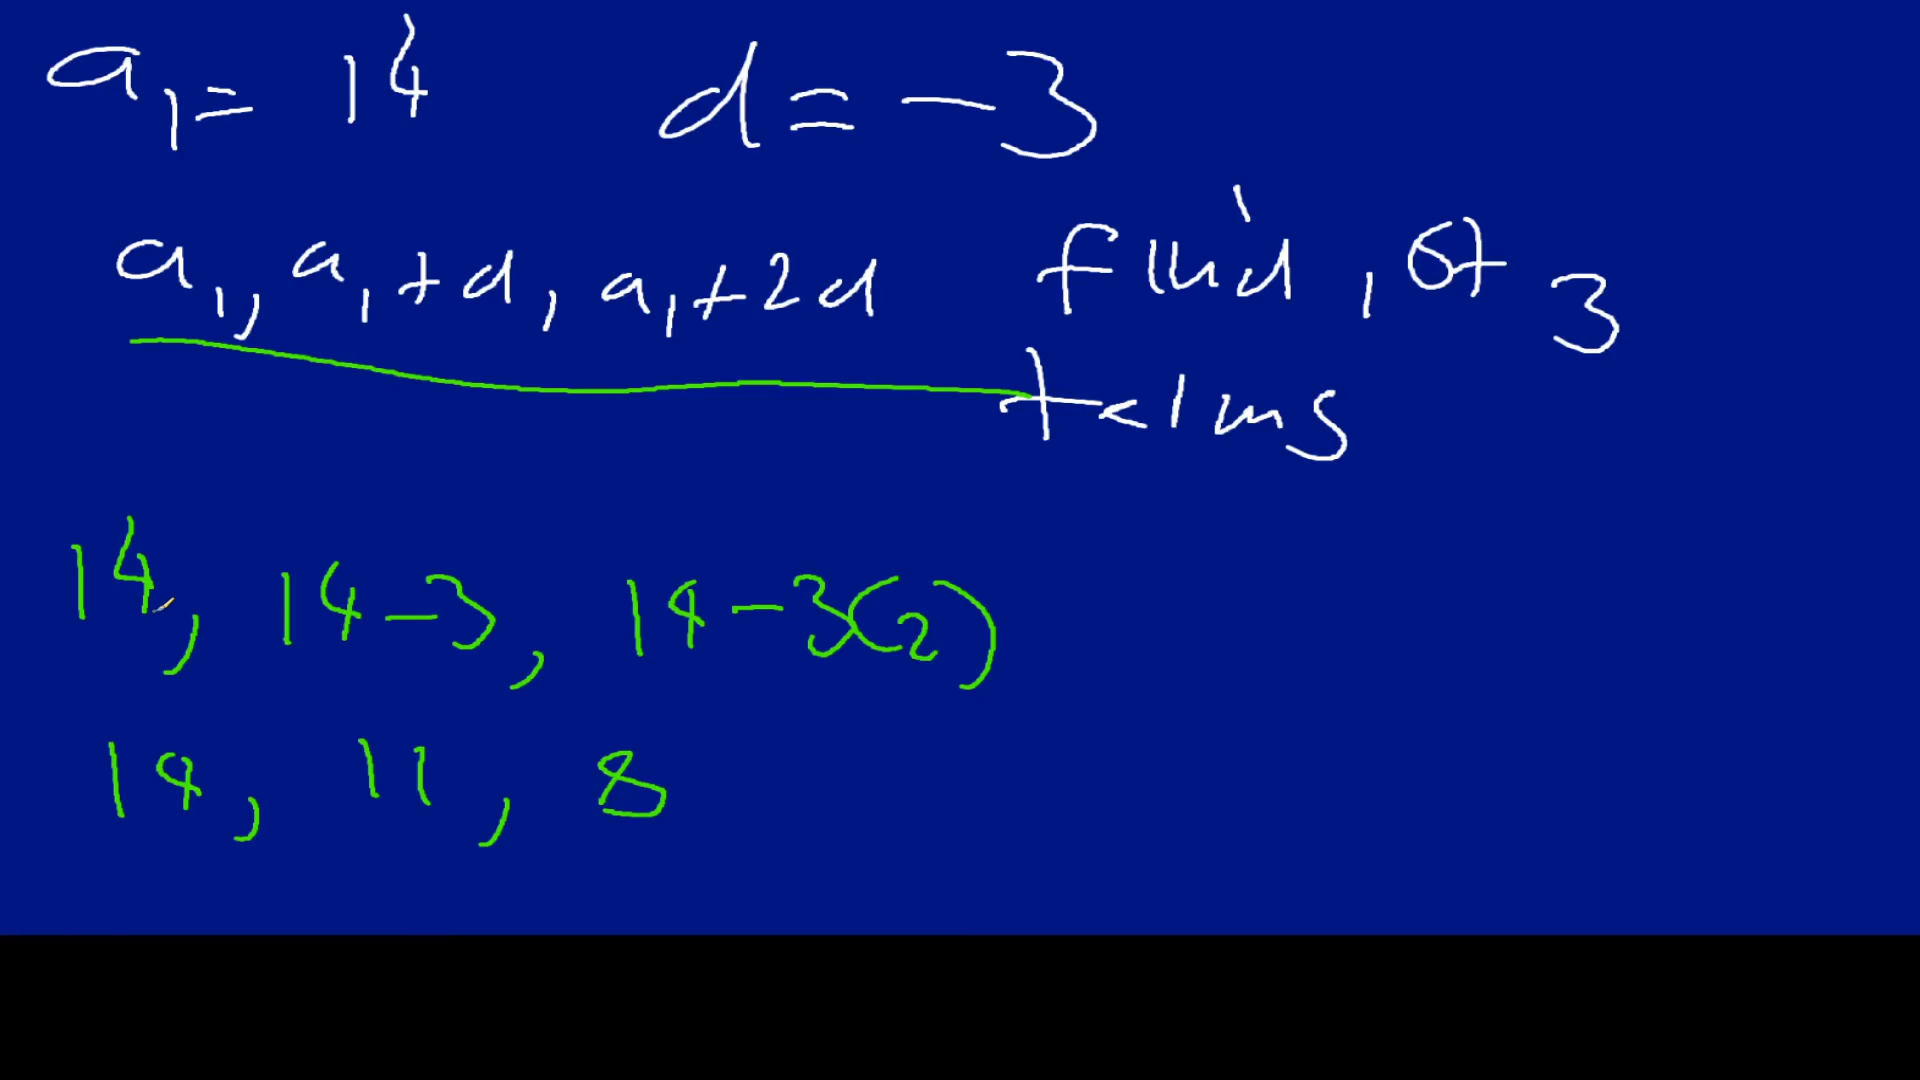 a₁ = 14 d = -3
a₁, a₁+d, a₁+2d find 1st 3
terms
14, 14-3, 14-3(2)
14, 11, 8